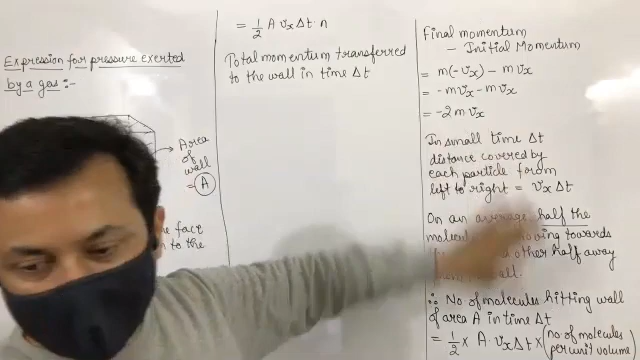 Expression for pressure exerted
by a gas :-
Area
of
wall
= A
face
to the
= 1/2 A vₓ Δt n
Total momentum transferred
to the wall in time Δt
Final momentum
- Initial Momentum
= m(-vₓ) - m vₓ
= -mvₓ - mvₓ
= -2mvₓ
In small time Δt
distance covered by
each particle from
left to right = vₓ Δt
On an average half the
moving towards
other half away
∴ No of molecules hitting wall
of area A in time Δt
= 1/2 × A vₓ Δt × (no of molecules per unit volume)